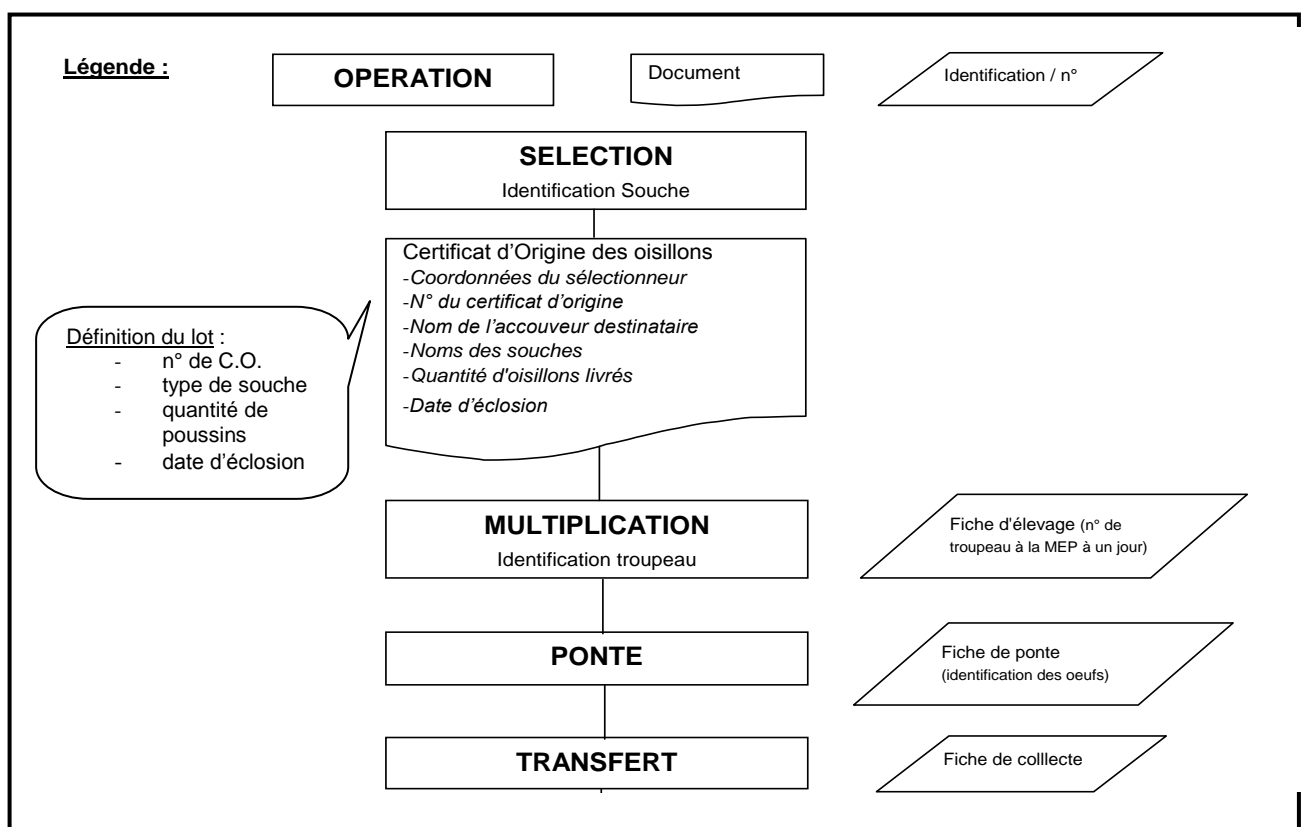 Légende :
OPERATION
Document
Identification / n°
SELECTION
Identification Souche
Certificat d'Origine des oisillons
-Coordonnées du sélectionneur
-N° du certificat d'origine
-Nom de l'accouveur destinataire
-Noms des souches
-Quantité d'oisillons livrés
-Date d'éclosion
Définition du lot :
- n° de C.O.
- type de souche
- quantité de
poussins
- date d'éclosion
MULTIPLICATION
Identification troupeau
Fiche d'élevage (n° de
troupeau à la MEP à un jour)
PONTE
Fiche de ponte
(identification des oeufs)
TRANSFERT
Fiche de colllecte